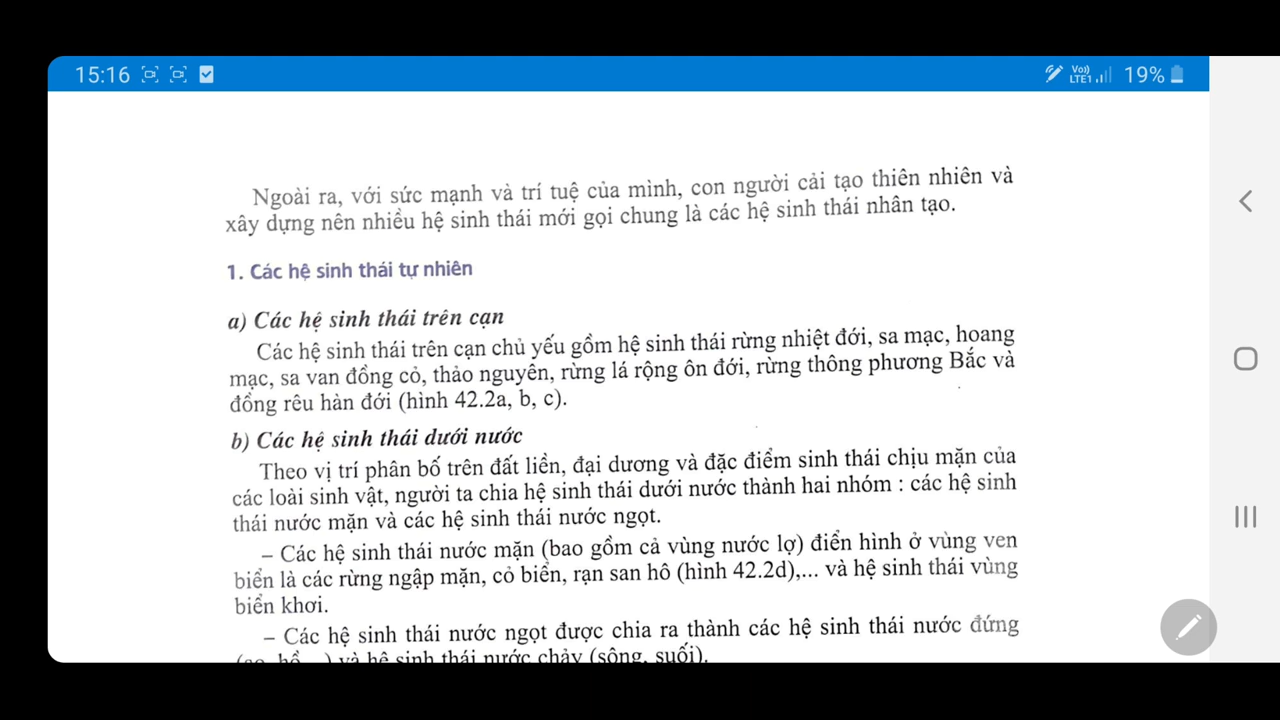 15:16
Vo)) LTE1 19%
Ngoài ra, với sức mạnh và trí tuệ của mình, con người cải tạo thiên nhiên và
xây dựng nên nhiều hệ sinh thái mới gọi chung là các hệ sinh thái nhân tạo.
1. Các hệ sinh thái tự nhiên
a) Các hệ sinh thái trên cạn
Các hệ sinh thái trên cạn chủ yếu gồm hệ sinh thái rừng nhiệt đới, sa mạc, hoang
mạc, sa van đồng cỏ, thảo nguyên, rừng lá rộng ôn đới, rừng thông phương Bắc và
đồng rêu hàn đới (hình 42.2a, b, c).
b) Các hệ sinh thái dưới nước
Theo vị trí phân bố trên đất liền, đại dương và đặc điểm sinh thái chịu mặn của
các loài sinh vật, người ta chia hệ sinh thái dưới nước thành hai nhóm : các hệ sinh
thái nước mặn và các hệ sinh thái nước ngọt.
– Các hệ sinh thái nước mặn (bao gồm cả vùng nước lợ) điển hình ở vùng ven
biển là các rừng ngập mặn, cỏ biển, rạn san hô (hình 42.2d),... và hệ sinh thái vùng
biển khơi.
– Các hệ sinh thái nước ngọt được chia ra thành các hệ sinh thái nước đứng
(ao, hồ,...) và hệ sinh thái nước chảy (sông, suối).